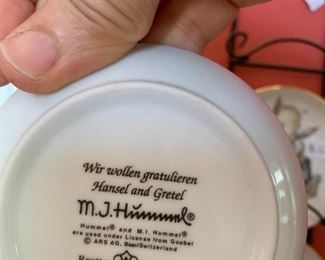 Wir wollen gratulieren
Hansel and Gretel
M.J.Hümmel®
Hummel® and M.I. Hummel®
are used under License from Goebel
© ARS AG, Baar/Switzerland